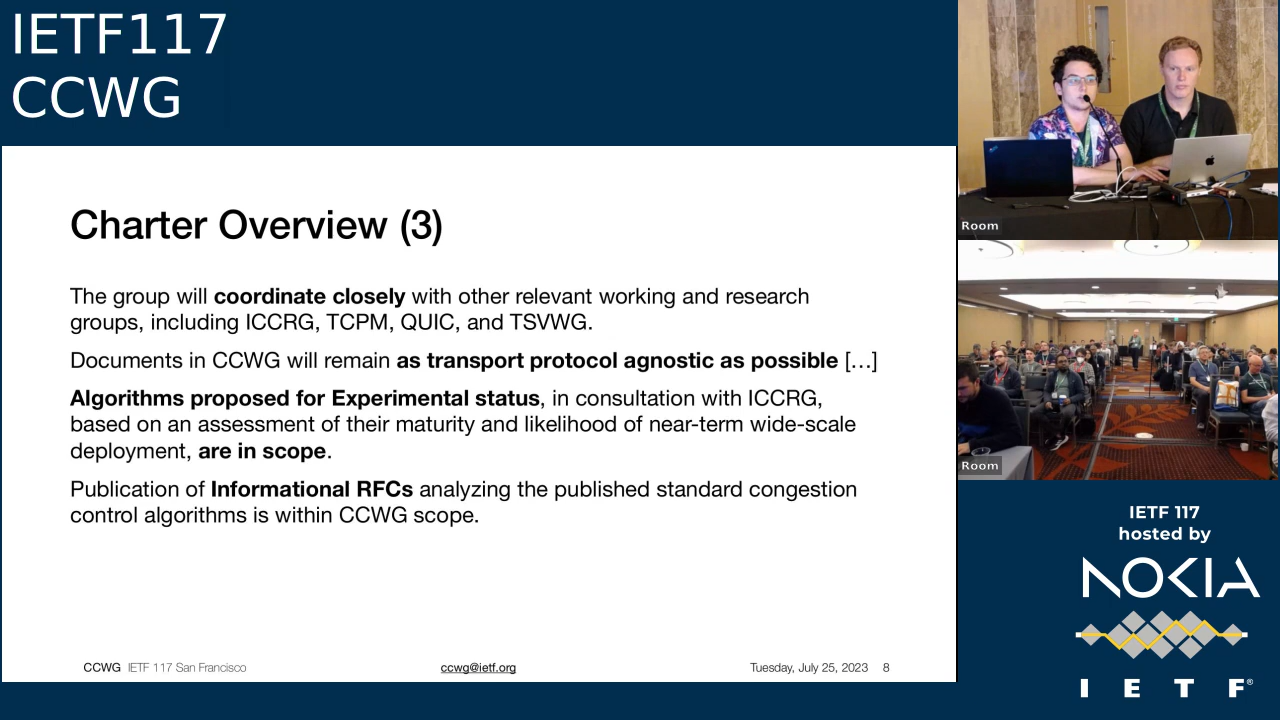 IETF117
CCWG
Charter Overview (3)
The group will coordinate closely with other relevant working and research
groups, including ICCRG, TCPM, QUIC, and TSVWG.
Documents in CCWG will remain as transport protocol agnostic as possible […]
Algorithms proposed for Experimental status, in consultation with ICCRG,
based on an assessment of their maturity and likelihood of near-term wide-scale
deployment, are in scope.
Publication of Informational RFCs analyzing the published standard congestion
control algorithms is within CCWG scope.
CCWG IETF 117 San Francisco
ccwg@ietf.org
Tuesday, July 25, 2023 8
Room
Room
IETF 117
hosted by
NOKIA
I E T F®